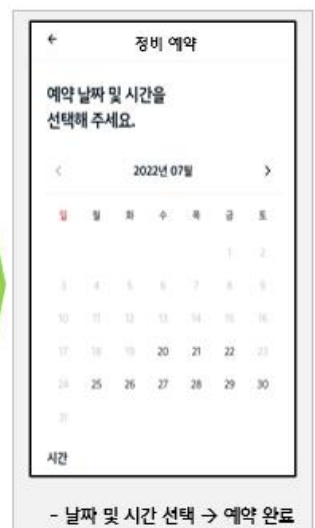 ← 정비 예약
예약 날짜 및 시간을
선택해 주세요.
< 2022년 07월 >
일 월 화 수 목 금 토
1 2
3 4 5 6 7 8 9
10 11 12 13 14 15 16
17 18 19 20 21 22 23
24 25 26 27 28 29 30
31
시간
- 날짜 및 시간 선택 → 예약 완료